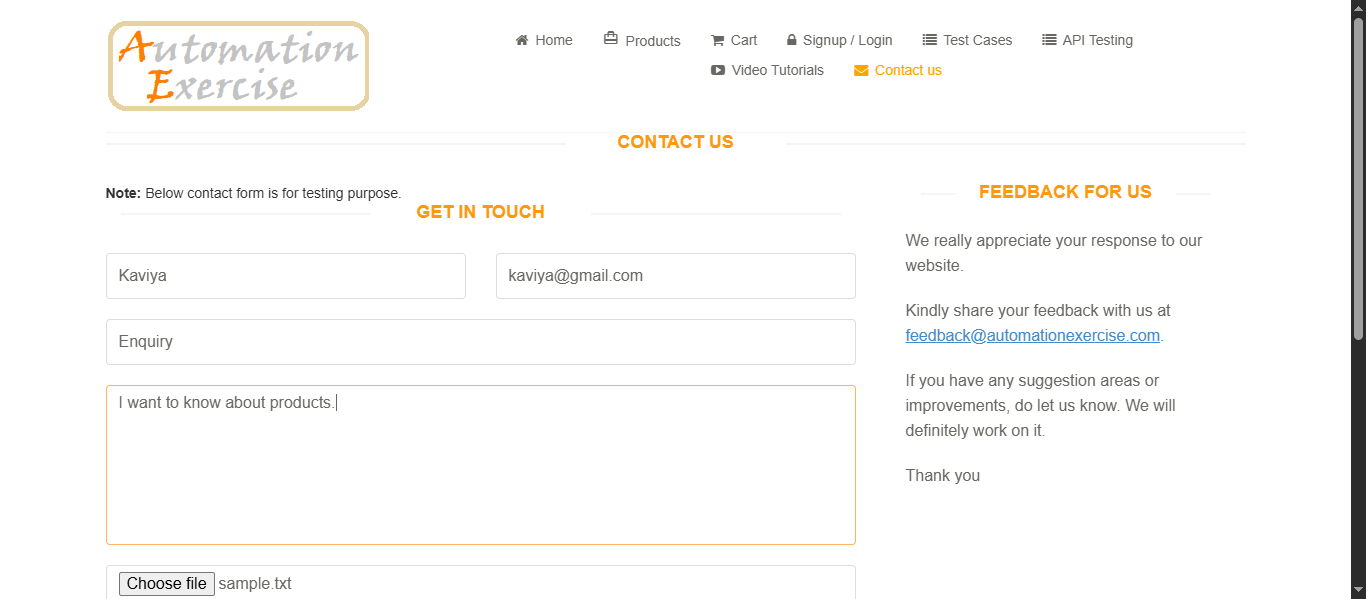 Automation
Exercise
Home Products Cart Signup / Login Test Cases API Testing
Video Tutorials Contact us
CONTACT US
Note: Below contact form is for testing purpose.
GET IN TOUCH
Kaviya kaviya@gmail.com
Enquiry
I want to know about products.
Choose file sample.txt
FEEDBACK FOR US
We really appreciate your response to our
website.
Kindly share your feedback with us at
feedback@automationexercise.com.
If you have any suggestion areas or
improvements, do let us know. We will
definitely work on it.
Thank you